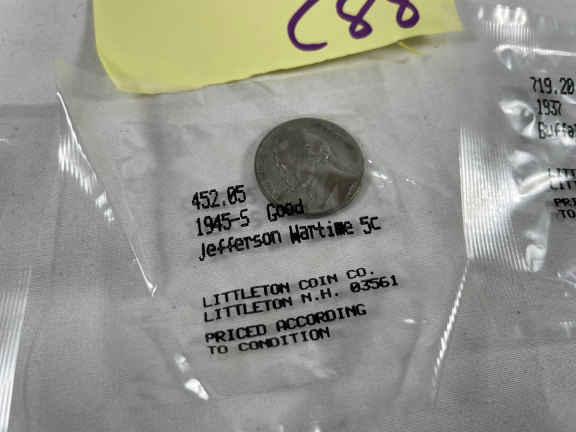 C88
452.05
1945-S Good
Jefferson Wartime 5C
LITTLETON COIN CO.
LITTLETON N.H. 03561
PRICED ACCORDING
TO CONDITION
719.20
1937